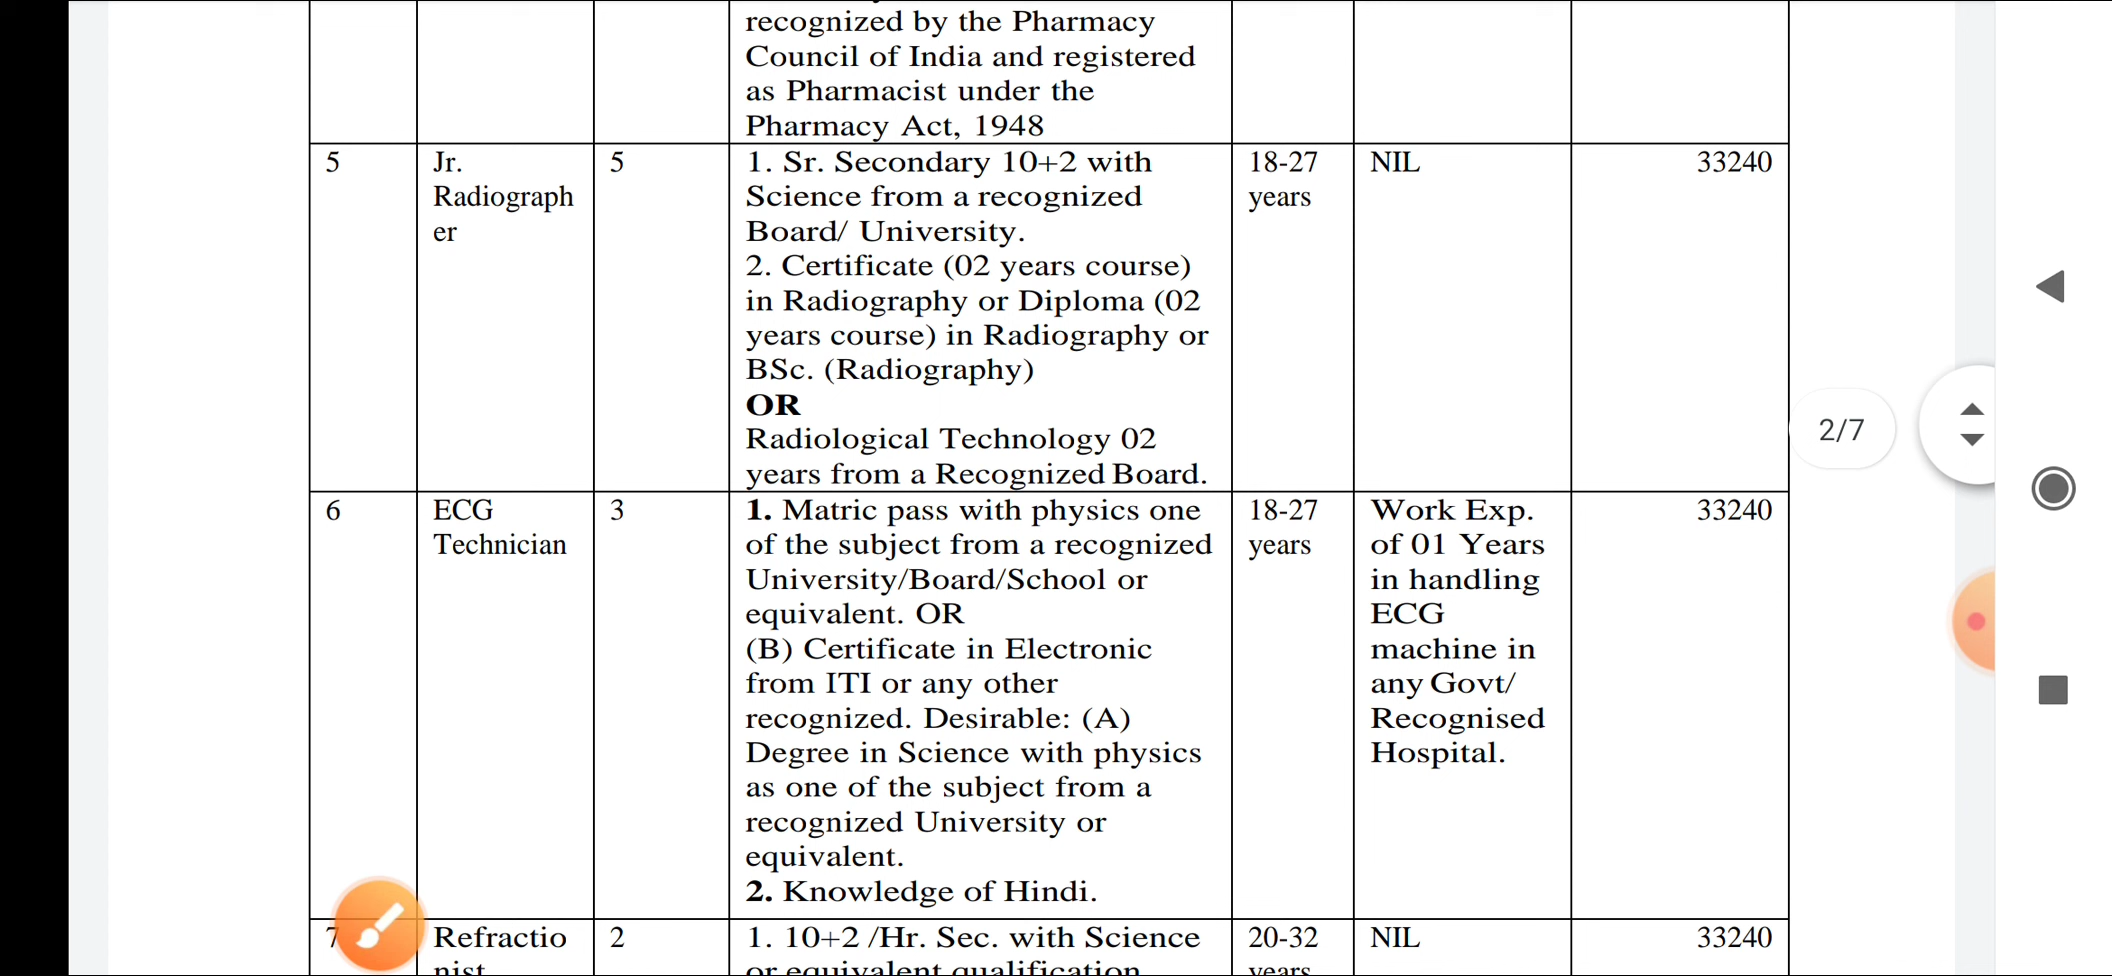 recognized by the Pharmacy
Council of India and registered
as Pharmacist under the
Pharmacy Act, 1948
5
Jr.
Radiograph
er
5
1. Sr. Secondary 10+2 with
Science from a recognized
Board/ University.
2. Certificate (02 years course)
in Radiography or Diploma (02
years course) in Radiography or
BSc. (Radiography)
OR
Radiological Technology 02
years from a Recognized Board.
18-27
years
NIL
33240
6
ECG
Technician
3
1. Matric pass with physics one
of the subject from a recognized
University/Board/School or
equivalent. OR
(B) Certificate in Electronic
from ITI or any other
recognized. Desirable: (A)
Degree in Science with physics
as one of the subject from a
recognized University or
equivalent.
2. Knowledge of Hindi.
18-27
years
Work Exp.
of 01 Years
in handling
ECG
machine in
any Govt/
Recognised
Hospital.
33240
7
Refractio
nist
2
1. 10+2 /Hr. Sec. with Science
or equivalent qualification
20-32
years
NIL
33240
2/7